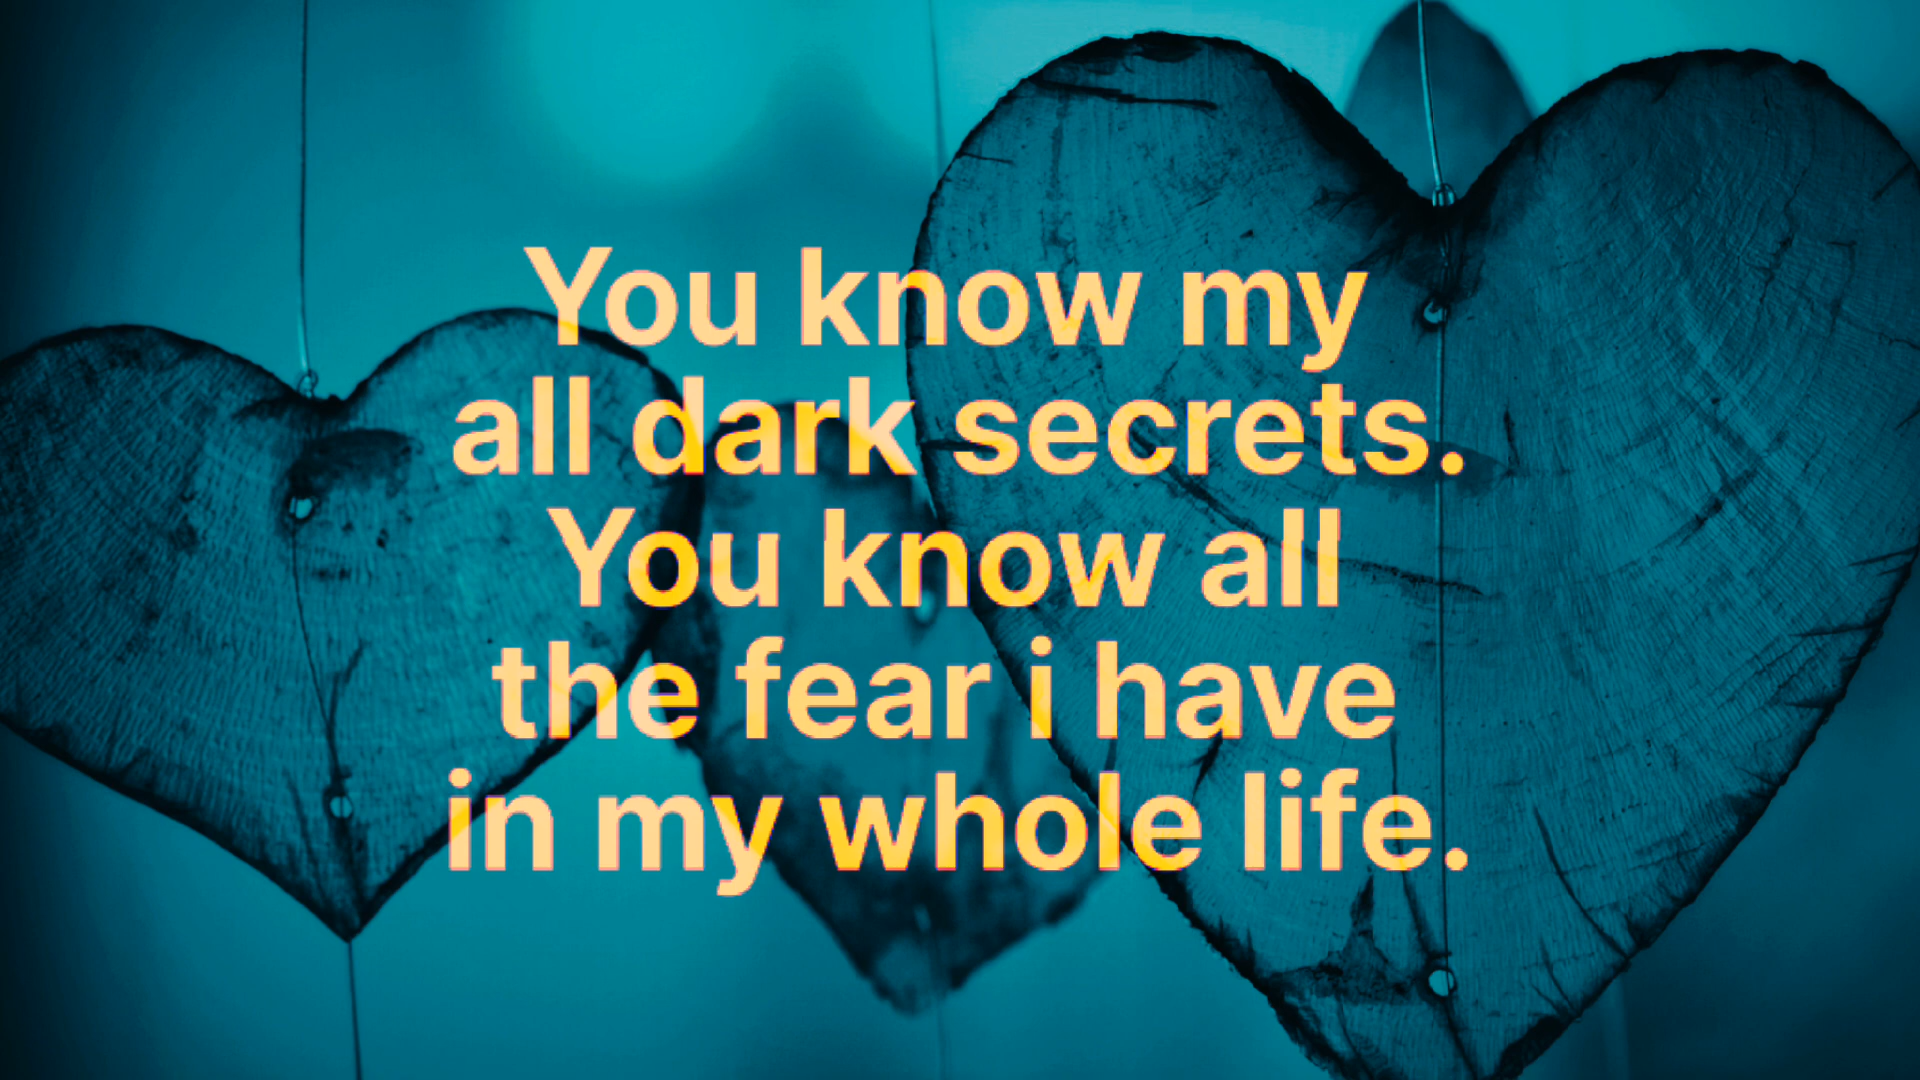 You know my
all dark secrets.
You know all
the fear i have
in my whole life.